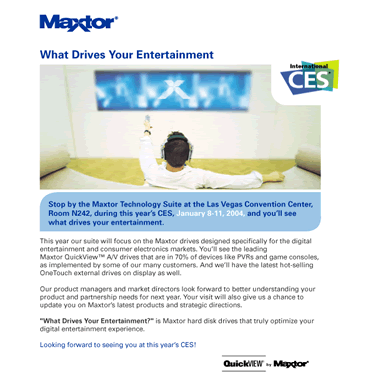 Maxtor
What Drives Your Entertainment
International
CES
Stop by the Maxtor Technology Suite at the Las Vegas Convention Center,
Room N242, during this year's CES, January 8-11, 2004, and you'll see
what drives your entertainment.
This year our suite will focus on the Maxtor drives designed specifically for the digital
entertainment and consumer electronics markets. You'll see the leading
Maxtor QuickView™ A/V drives that are in 70% of devices like PVRs and game consoles,
as implemented by some of our many customers. And we'll have the latest hot-selling
OneTouch external drives on display as well.
Our product managers and market directors look forward to better understanding your
product and partnership needs for next year. Your visit will also give us a chance to
update you on Maxtor's latest products and strategic directions.
"What Drives Your Entertainment?" is Maxtor hard disk drives that truly optimize your
digital entertainment experience.
Looking forward to seeing you at this year's CES!
QuickVIEW™ by Maxtor